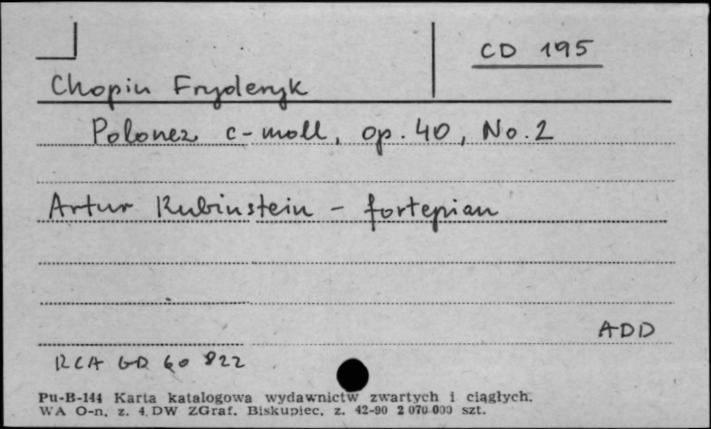 CD 195
Chopin Fryderyk
Polonez c-moll, op. 40, No. 2
Artur Rubinstein - fortepian
ADD
RCA GD 60 822
Pu-B-144 Karta katalogowa wydawnictw zwartych i ciągłych.
WA O-n, z. 4. DW ZGraf. Biskupiec, z. 42-90 2 070 000 szt.